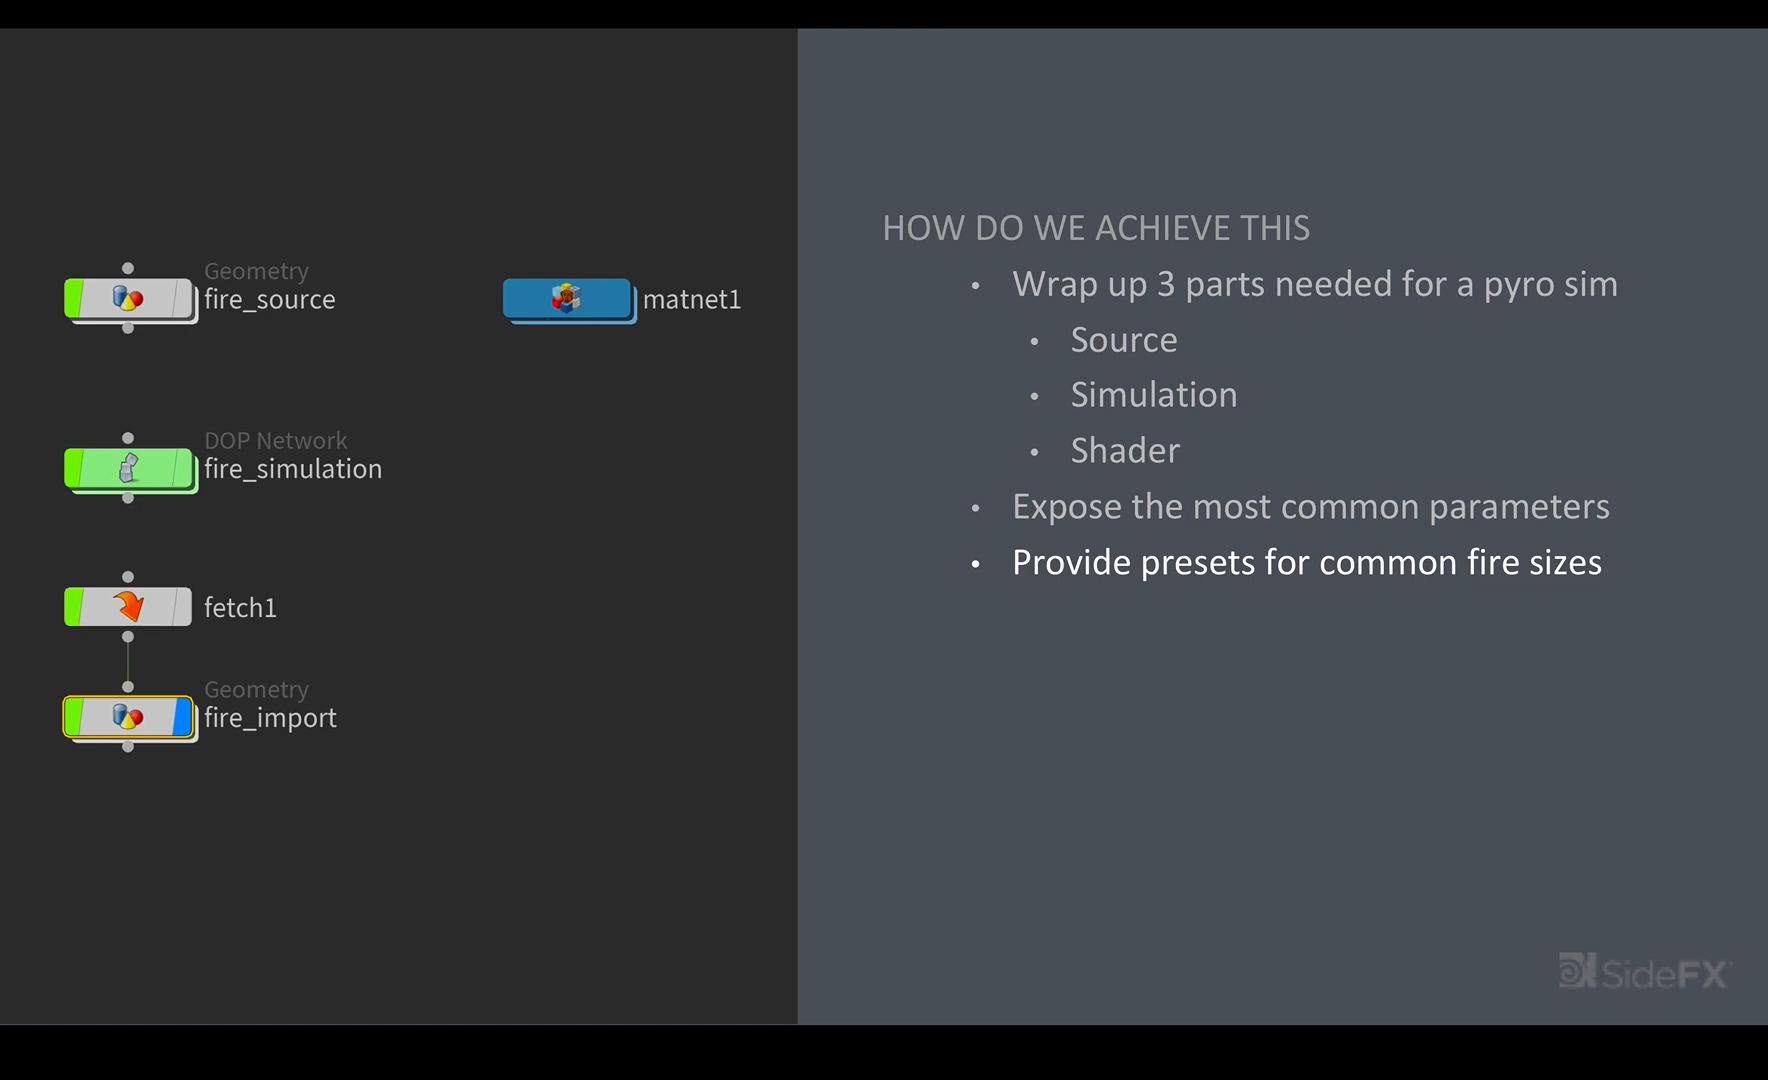 Geometry
fire_source
matnet1
DOP Network
fire_simulation
fetch1
Geometry
fire_import
HOW DO WE ACHIEVE THIS
• Wrap up 3 parts needed for a pyro sim
• Source
• Simulation
• Shader
• Expose the most common parameters
• Provide presets for common fire sizes
SideFX